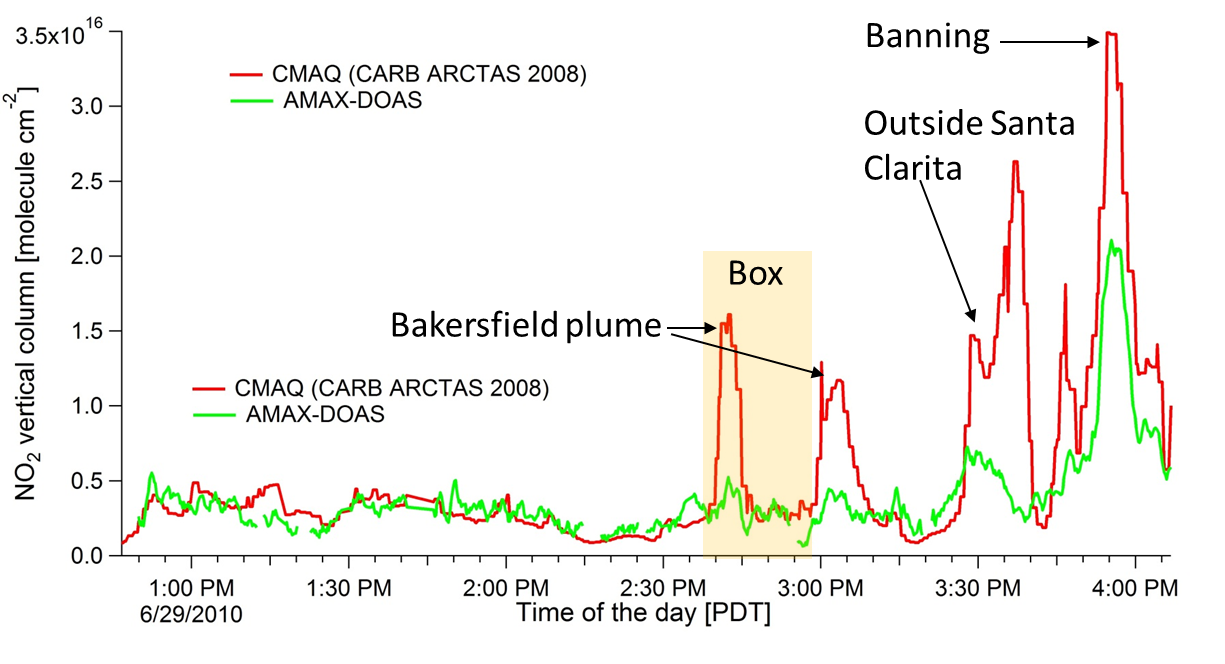 3.5x10^16
3.0
2.5
2.0
1.5
1.0
0.5
0.0
NO2 vertical column [molecule cm^-2]
CMAQ (CARB ARCTAS 2008)
AMAX-DOAS
Banning
Outside Santa
Clarita
Box
Bakersfield plume
CMAQ (CARB ARCTAS 2008)
AMAX-DOAS
1:00 PM 1:30 PM 2:00 PM 2:30 PM 3:00 PM 3:30 PM 4:00 PM
6/29/2010
Time of the day [PDT]